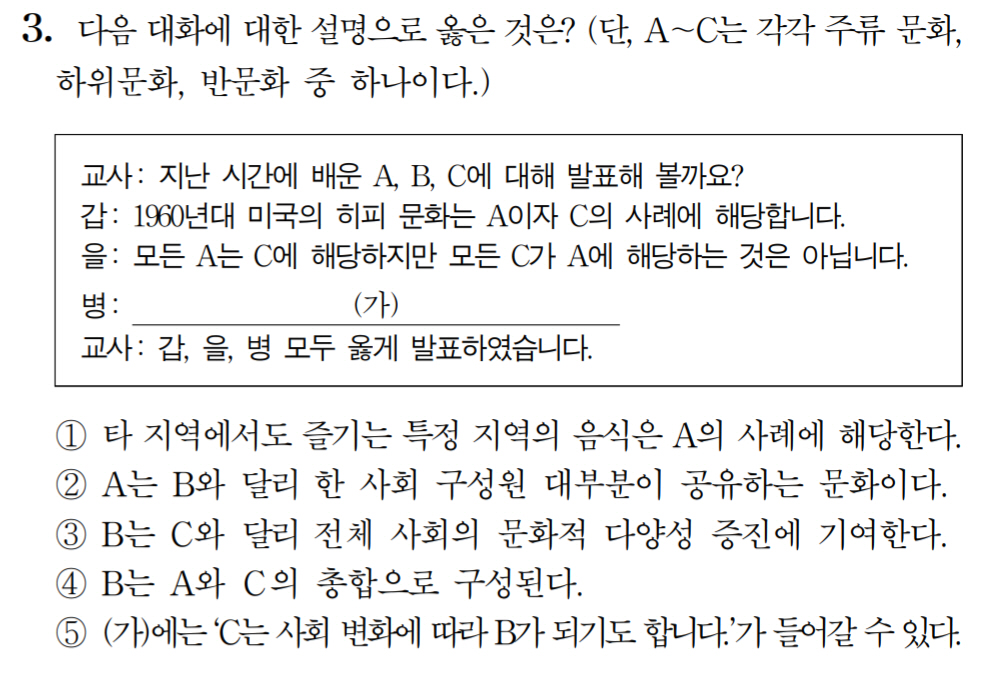 3. 다음 대화에 대한 설명으로 옳은 것은? (단, A~C는 각각 주류 문화,
하위문화, 반문화 중 하나이다.)
교사: 지난 시간에 배운 A, B, C에 대해 발표해 볼까요?
갑: 1960년대 미국의 히피 문화는 A이자 C의 사례에 해당합니다.
을: 모든 A는 C에 해당하지만 모든 C가 A에 해당하는 것은 아닙니다.
병: (가)
교사: 갑, 을, 병 모두 옳게 발표하였습니다.
① 타 지역에서도 즐기는 특정 지역의 음식은 A의 사례에 해당한다.
② A는 B와 달리 한 사회 구성원 대부분이 공유하는 문화이다.
③ B는 C와 달리 전체 사회의 문화적 다양성 증진에 기여한다.
④ B는 A와 C의 총합으로 구성된다.
⑤ (가)에는 ‘C는 사회 변화에 따라 B가 되기도 합니다.’가 들어갈 수 있다.